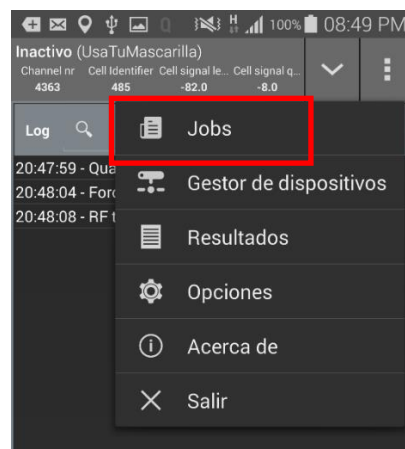 H 100% 08:49 PM
Inactivo (UsaTuMascarilla)
Channel nr Cell Identifier Cell signal le... Cell signal q...
4363 485 -82.0 -8.0
Log
Jobs
20:47:59 - Qua
20:48:04 - Forc
20:48:08 - RF t
Gestor de dispositivos
Resultados
Opciones
Acerca de
Salir